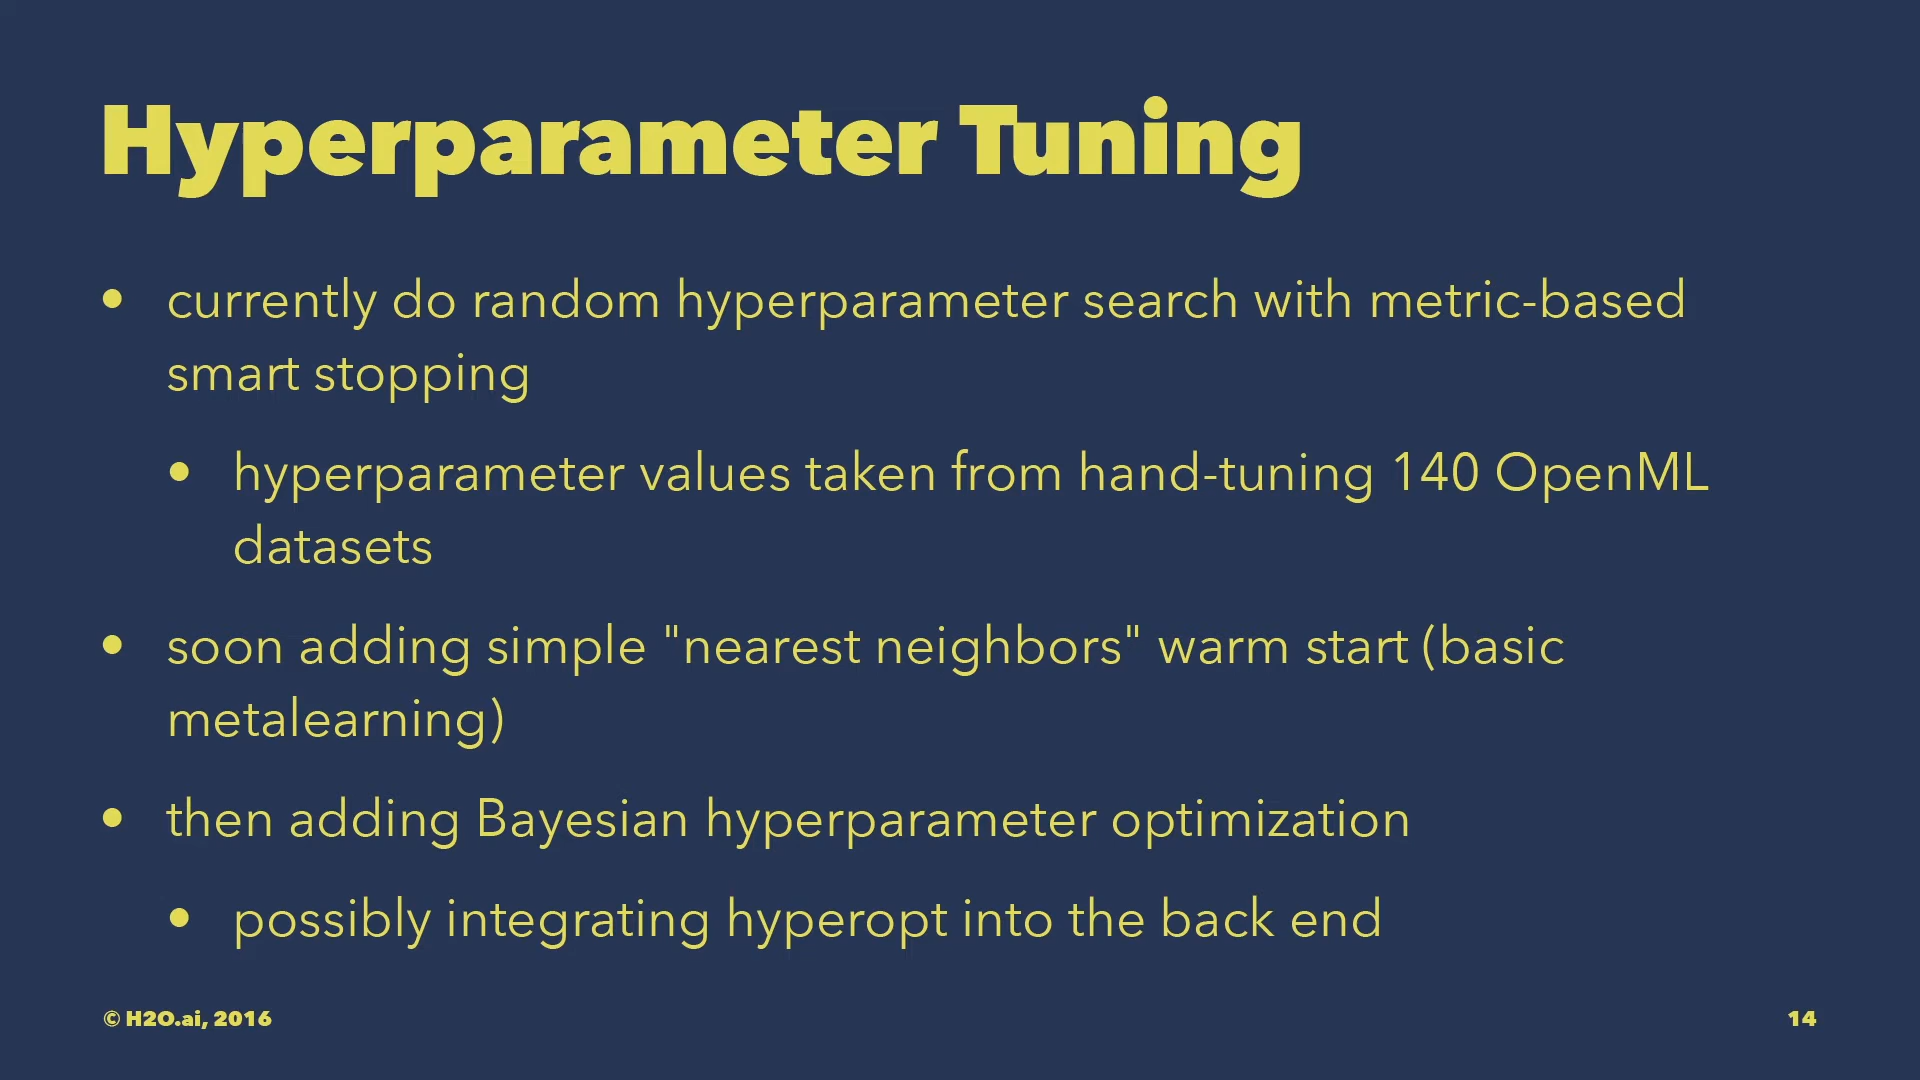 Hyperparameter Tuning
• currently do random hyperparameter search with metric-based
smart stopping
• hyperparameter values taken from hand-tuning 140 OpenML
datasets
• soon adding simple "nearest neighbors" warm start (basic
metalearning)
• then adding Bayesian hyperparameter optimization
• possibly integrating hyperopt into the back end
© H2O.ai, 2016
14